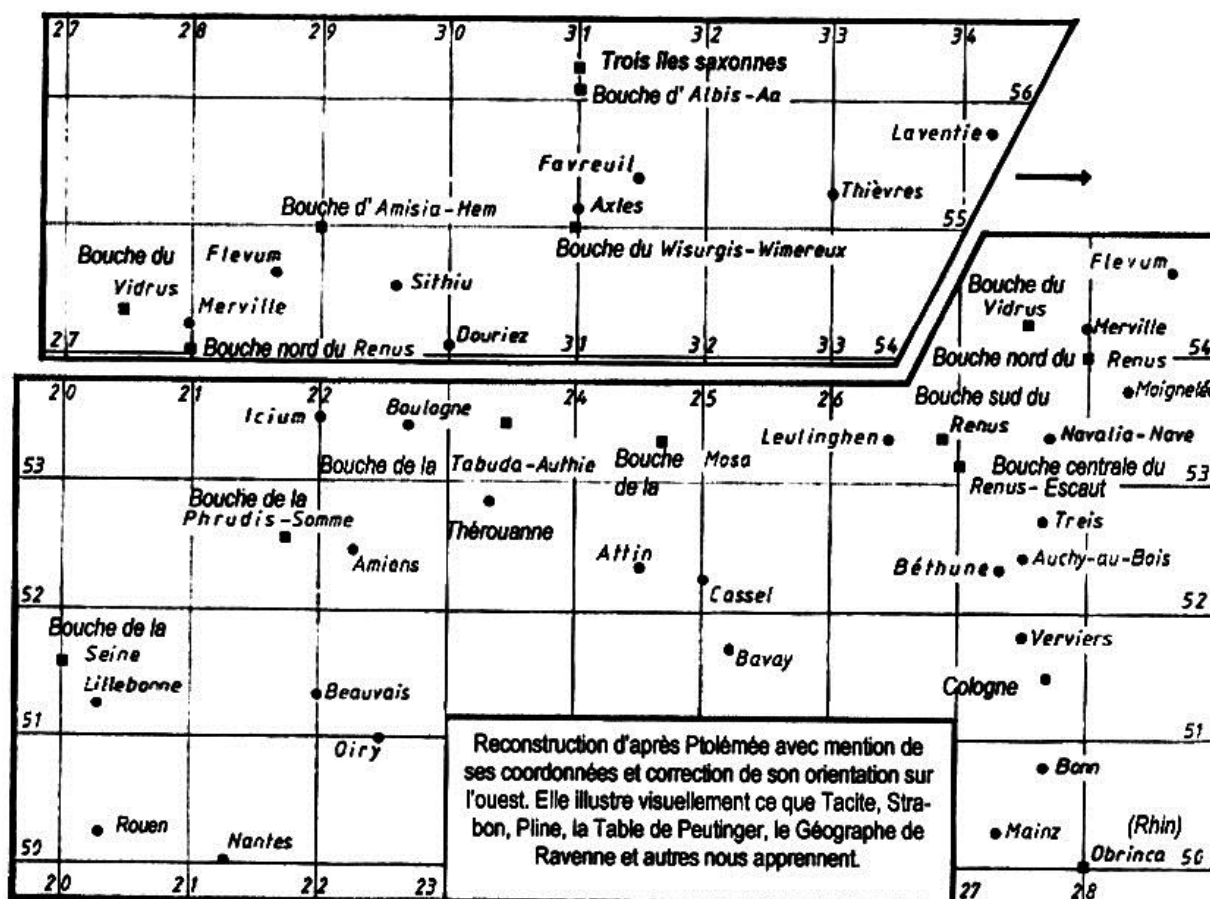 27 28 29 30 31 32 33 34
Trois îles saxonnes
Bouche d'Albis-Aa
56
Laventie
Favreuil
Thièvres
Axles
Bouche d'Amisia-Hem
55
Bouche du Wisurgis-Wimereux
Flevum
Bouche du
Vidrus
Sithiu
Merville
Douriez
27
Bouche nord du Renus
31 32 33 54
Flevum
Bouche du
Vidrus
Merville
54
Bouche nord du Renus
20 21 22 24 25 26
Icium
Boulogne
Bouche sud du
Renus
Leulinghen
Navalia-Nave
53
Bouche de la
Tabuda-Authie
Bouche
de la
Mosa
Bouche centrale du
Renus-Escaut
53
Bouche de la
Phrudis-Somme
Thérouanne
Treis
Amiens
Attin
Béthune
Auchy-au-Bois
Cassel
52
52
Bouche de la
Seine
Verviers
Bavay
Lillebonne
Beauvais
Cologne
51
51
Oiry
Reconstruction d'après Ptolémée avec mention de
ses coordonnées et correction de son orientation sur
l'ouest. Elle illustre visuellement ce que Tacite, Stra-
bon, Pline, la Table de Peutinger, le Géographe de
Ravenne et autres nous apprennent.
Bonn
Rouen
Nantes
Mainz
(Rhin)
Obrinca
50
50
20 21 22 23
27 28